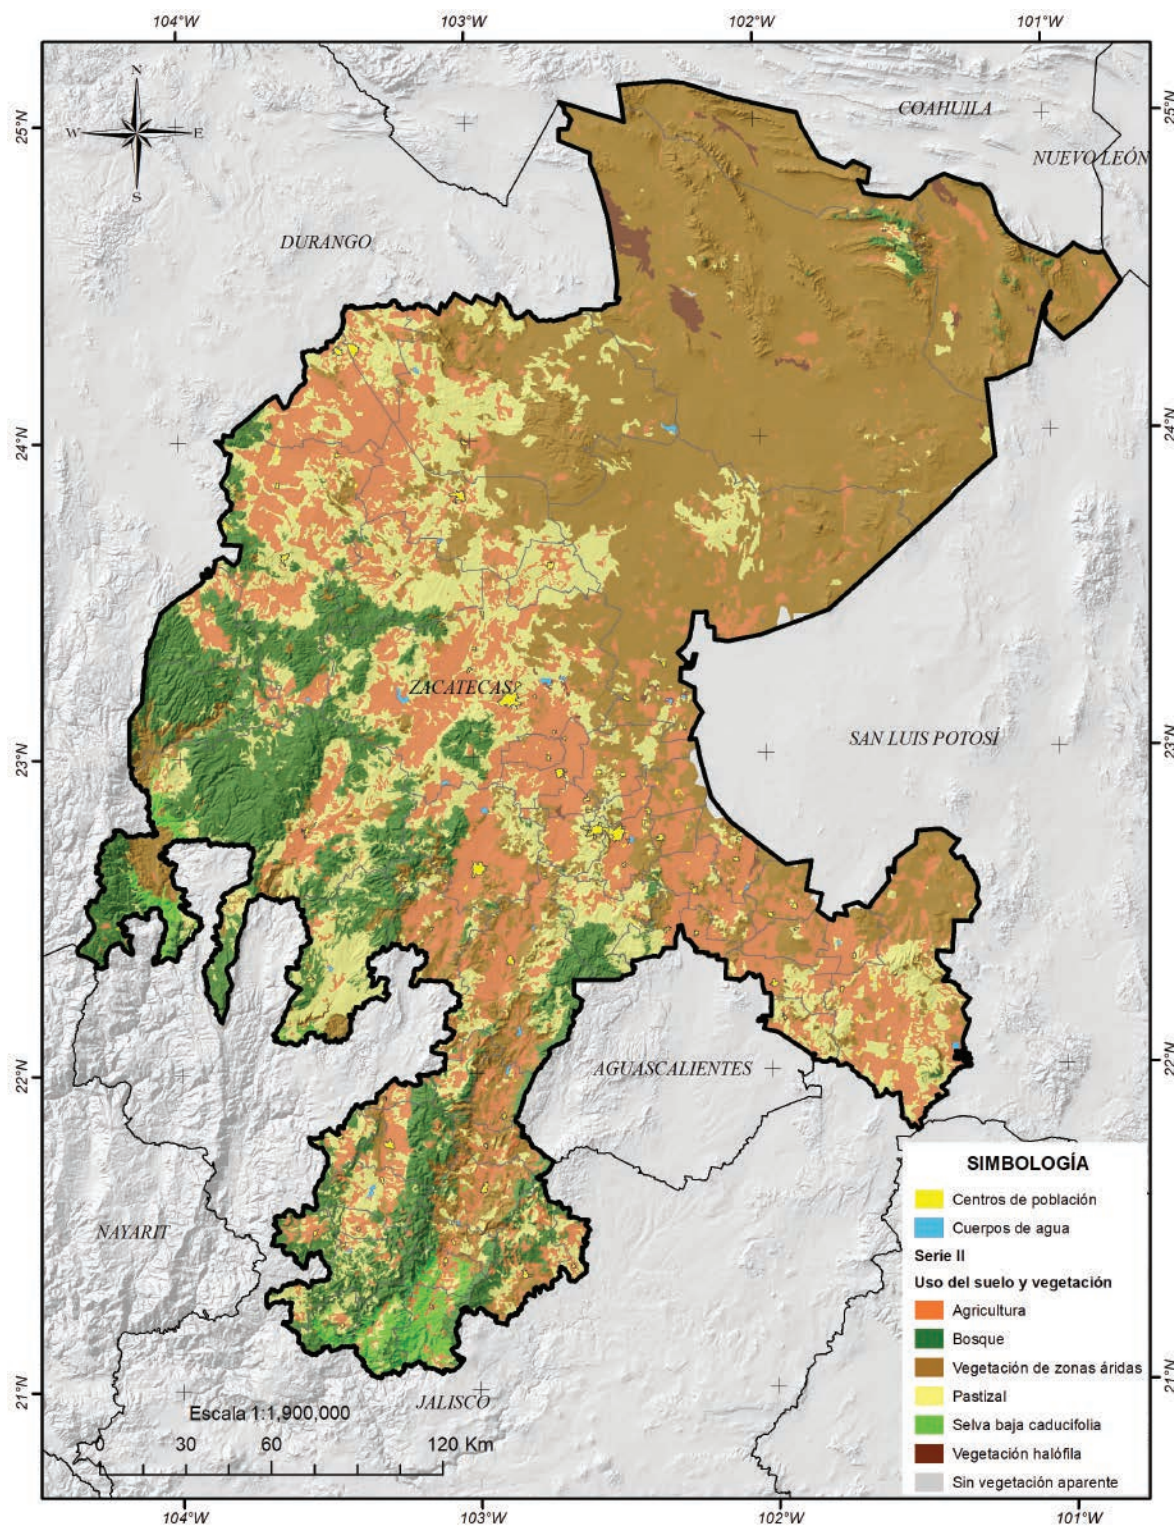 104°W 103°W 102°W 101°W
N
W E
S
25°N 25°N
COAHUILA
NUEVO LEÓN
DURANGO
24°N 24°N
ZACATECAS
23°N 23°N
SAN LUIS POTOSÍ
22°N 22°N
AGUASCALIENTES
NAYARIT
21°N 21°N
JALISCO
Escala 1:1,900,000
0 30 60 120 Km
SIMBOLOGÍA
Centros de población
Cuerpos de agua
Serie II
Uso del suelo y vegetación
Agricultura
Bosque
Vegetación de zonas áridas
Pastizal
Selva baja caducifolia
Vegetación halófila
Sin vegetación aparente
104°W 103°W 102°W 101°W